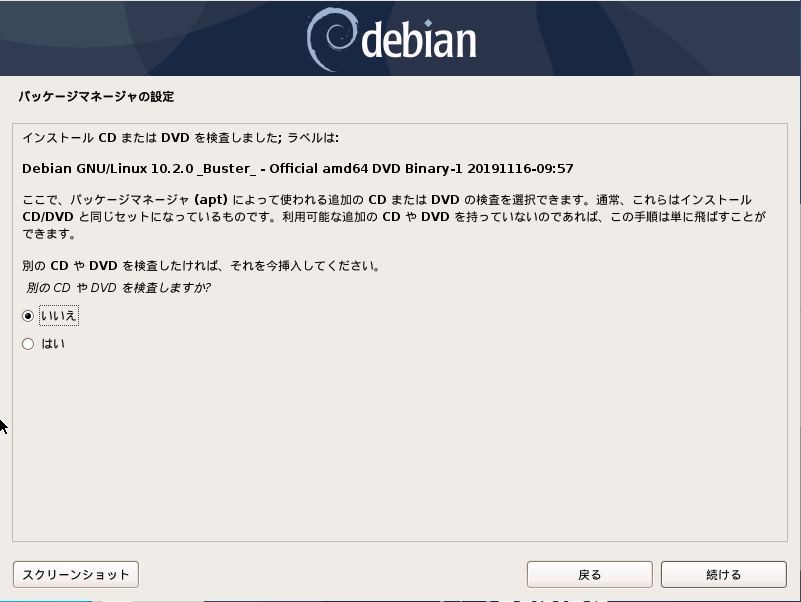 debian
パッケージマネージャの設定
インストール CD または DVD を検査しました; ラベルは:
Debian GNU/Linux 10.2.0 _Buster_ - Official amd64 DVD Binary-1 20191116-09:57
ここで、パッケージマネージャ (apt) によって使われる追加の CD または DVD の検査を選択できます。通常、これらはインストール
CD/DVD と同じセットになっているものです。利用可能な追加の CD や DVD を持っていないのであれば、この手順は単に飛ばすことが
できます。
別の CD や DVD を検査したければ、それを今挿入してください。
別の CD や DVD を検査しますか?
いいえ
はい
スクリーンショット
戻る
続ける